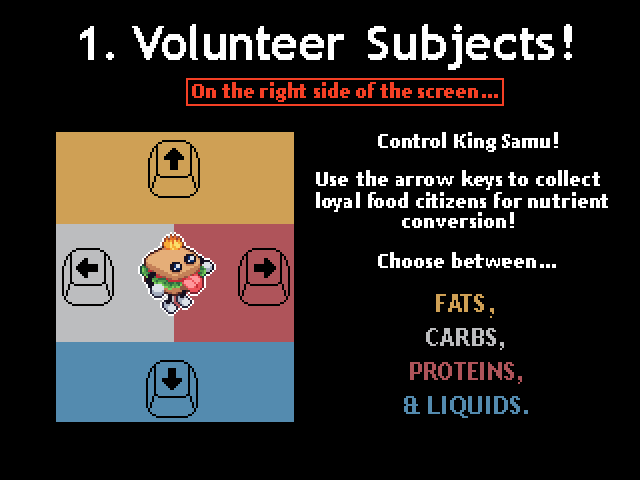 1. Volunteer Subjects!
On the right side of the screen...
Control King Samu!
Use the arrow keys to collect
loyal food citizens for nutrient
conversion!
Choose between...
FATS,
CARBS,
PROTEINS,
& LIQUIDS.